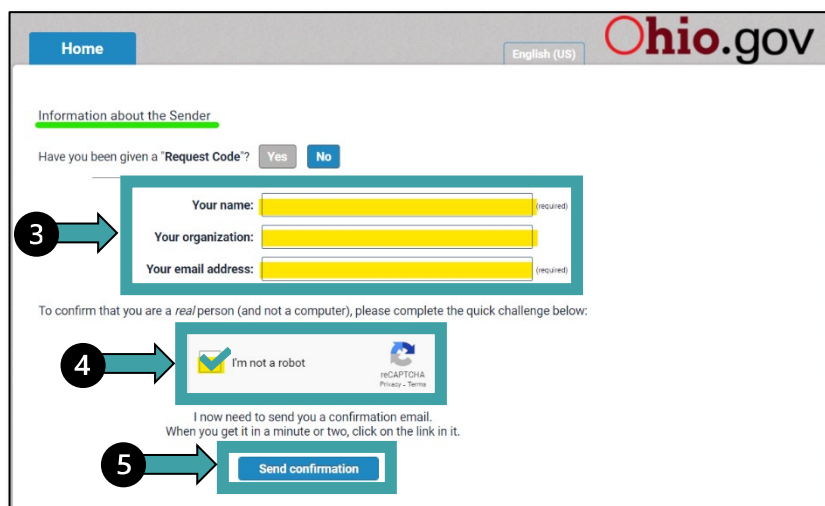 Home
English (US)
Ohio.gov
Information about the Sender
Have you been given a "Request Code"? Yes No
3
Your name: (required)
Your organization:
Your email address: (required)
To confirm that you are a real person (and not a computer), please complete the quick challenge below:
4
I'm not a robot
reCAPTCHA
Privacy - Terms
I now need to send you a confirmation email.
When you get it in a minute or two, click on the link in it.
5
Send confirmation